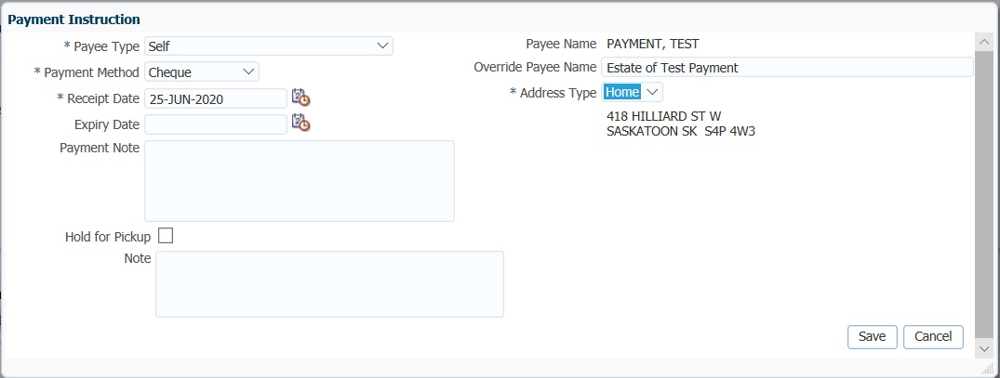 Payment Instruction
* Payee Type Self
* Payment Method Cheque
* Receipt Date 25-JUN-2020
Expiry Date
Payment Note
Hold for Pickup
Note
Payee Name PAYMENT, TEST
Override Payee Name Estate of Test Payment
* Address Type Home
418 HILLIARD ST W
SASKATOON SK S4P 4W3
Save Cancel